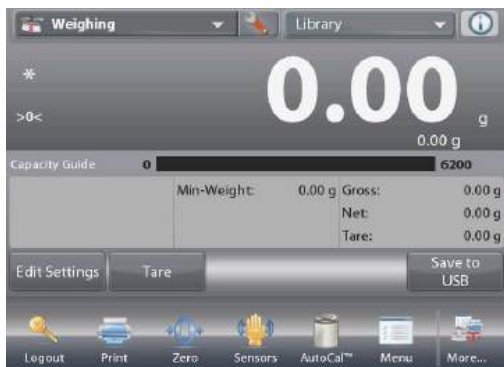 Weighing
Library
*
0.00 g
>0<
0.00 g
Capacity Guide 0 6200
Min-Weight: 0.00 g Gross: 0.00 g
Net: 0.00 g
Tare: 0.00 g
Edit Settings Tare Save to
USB
Logout Print Zero Sensors AutoCal™ Menu More...